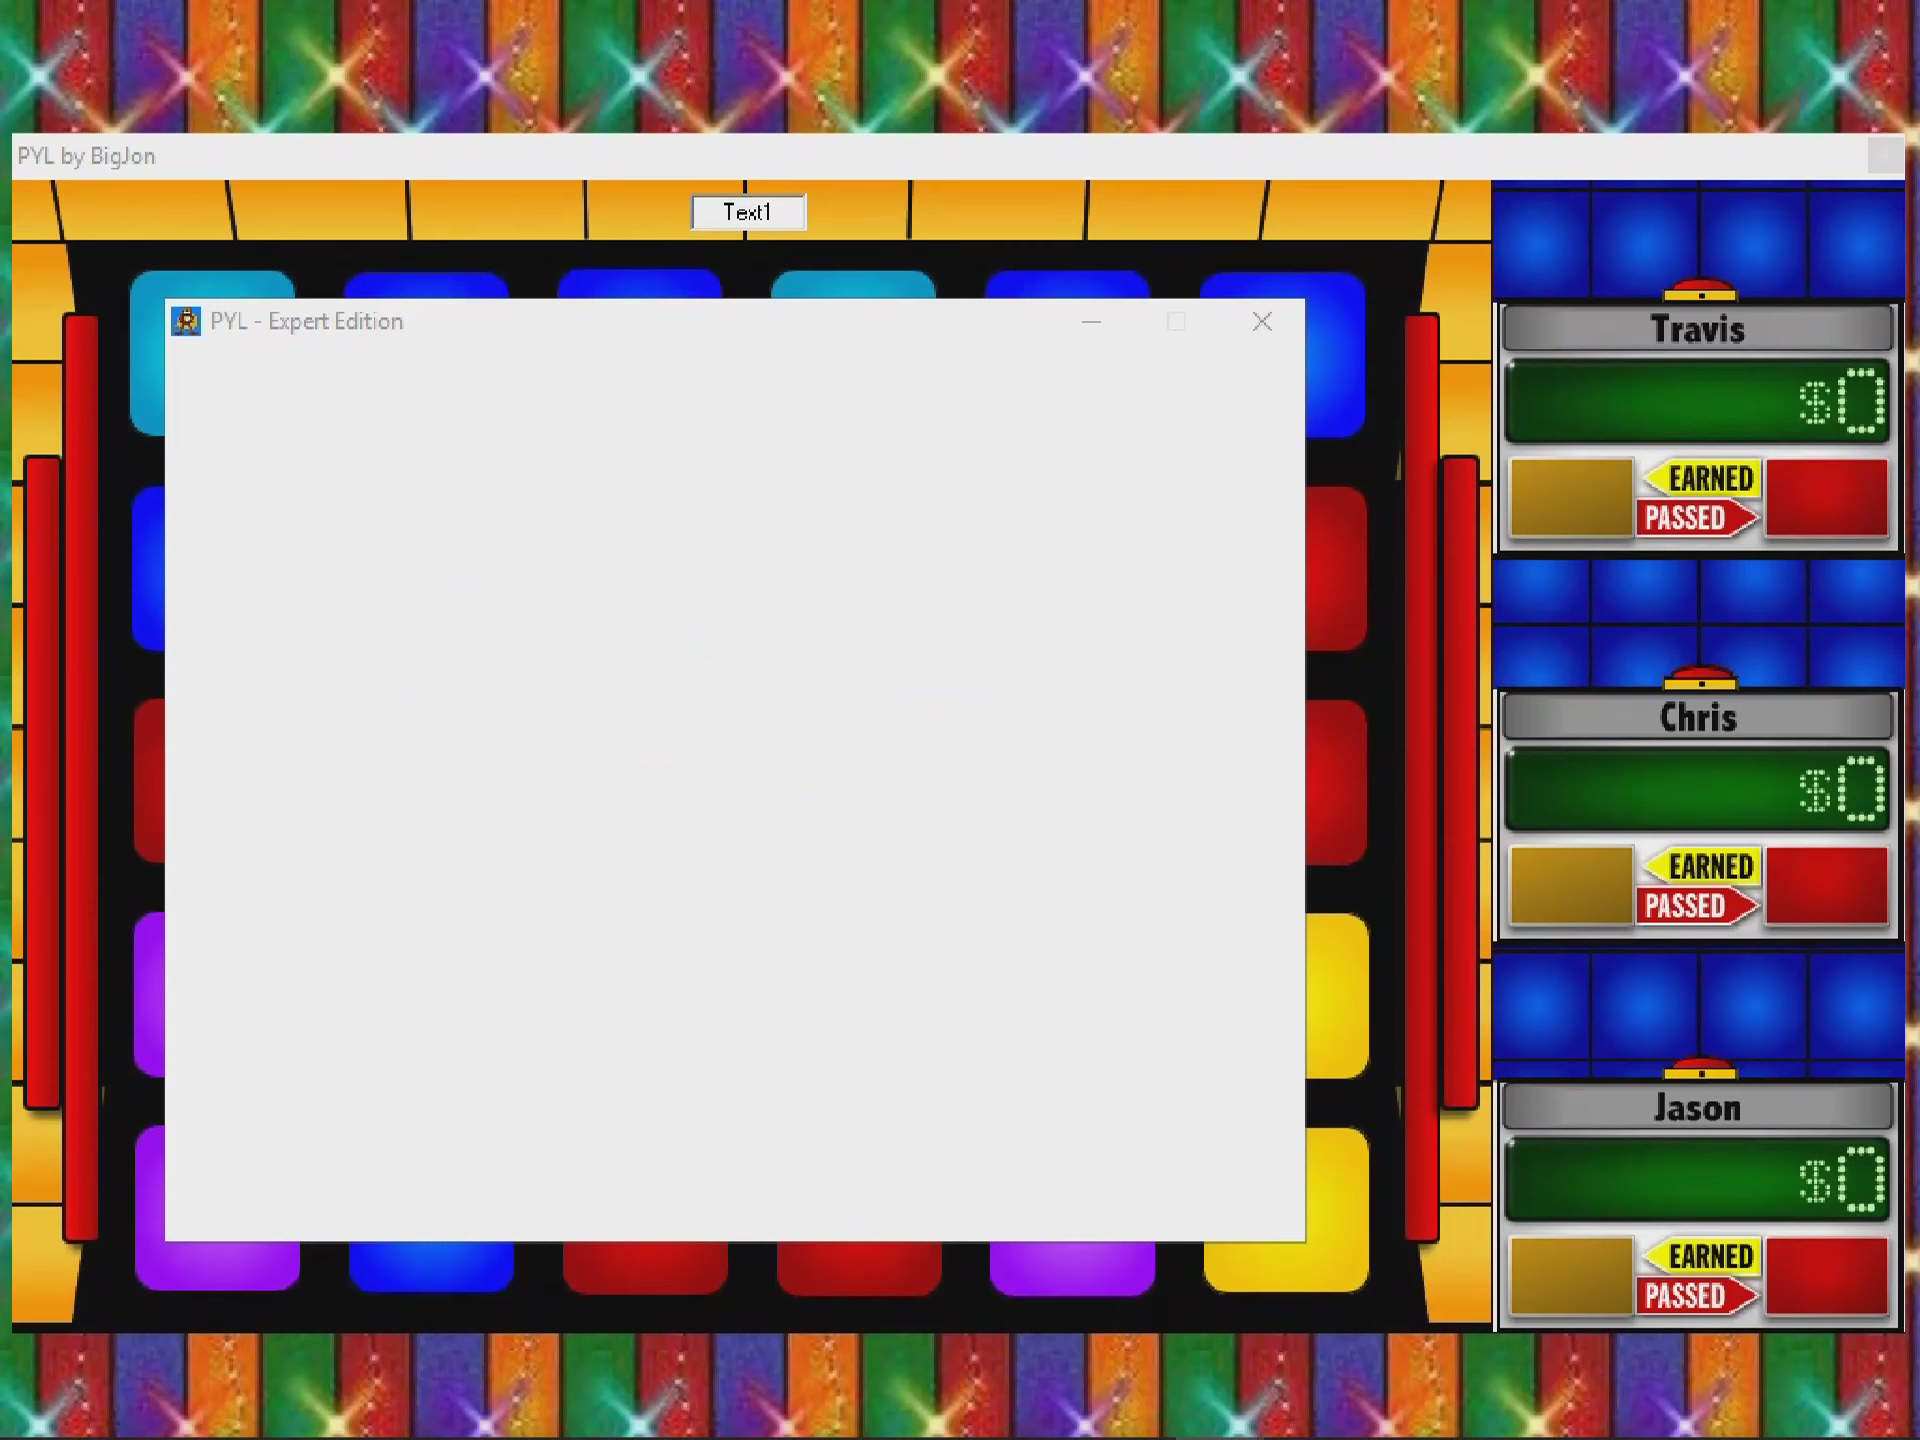 PYL by BigJon
Text1
PYL - Expert Edition
Travis
$0
EARNED
PASSED
Chris
$0
EARNED
PASSED
Jason
$0
EARNED
PASSED